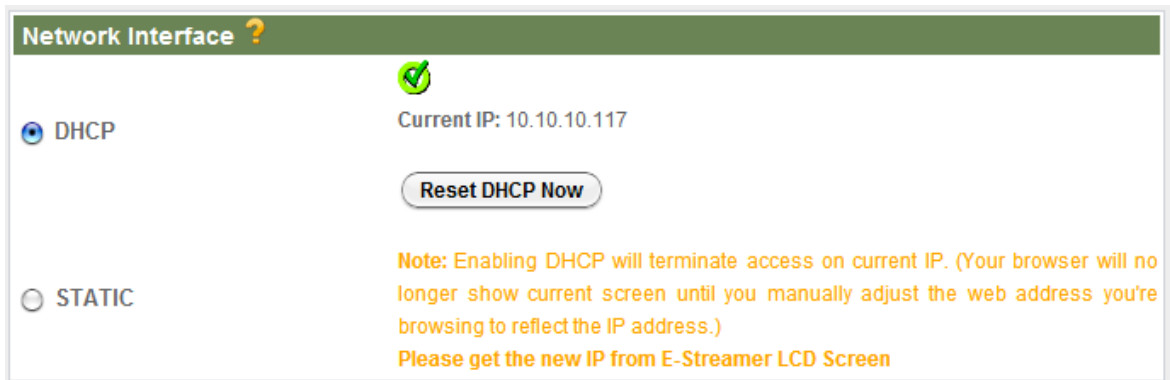 Network Interface ?
DHCP
Current IP: 10.10.10.117
Reset DHCP Now
STATIC
Note: Enabling DHCP will terminate access on current IP. (Your browser will no
longer show current screen until you manually adjust the web address you're
browsing to reflect the IP address.)
Please get the new IP from E-Streamer LCD Screen